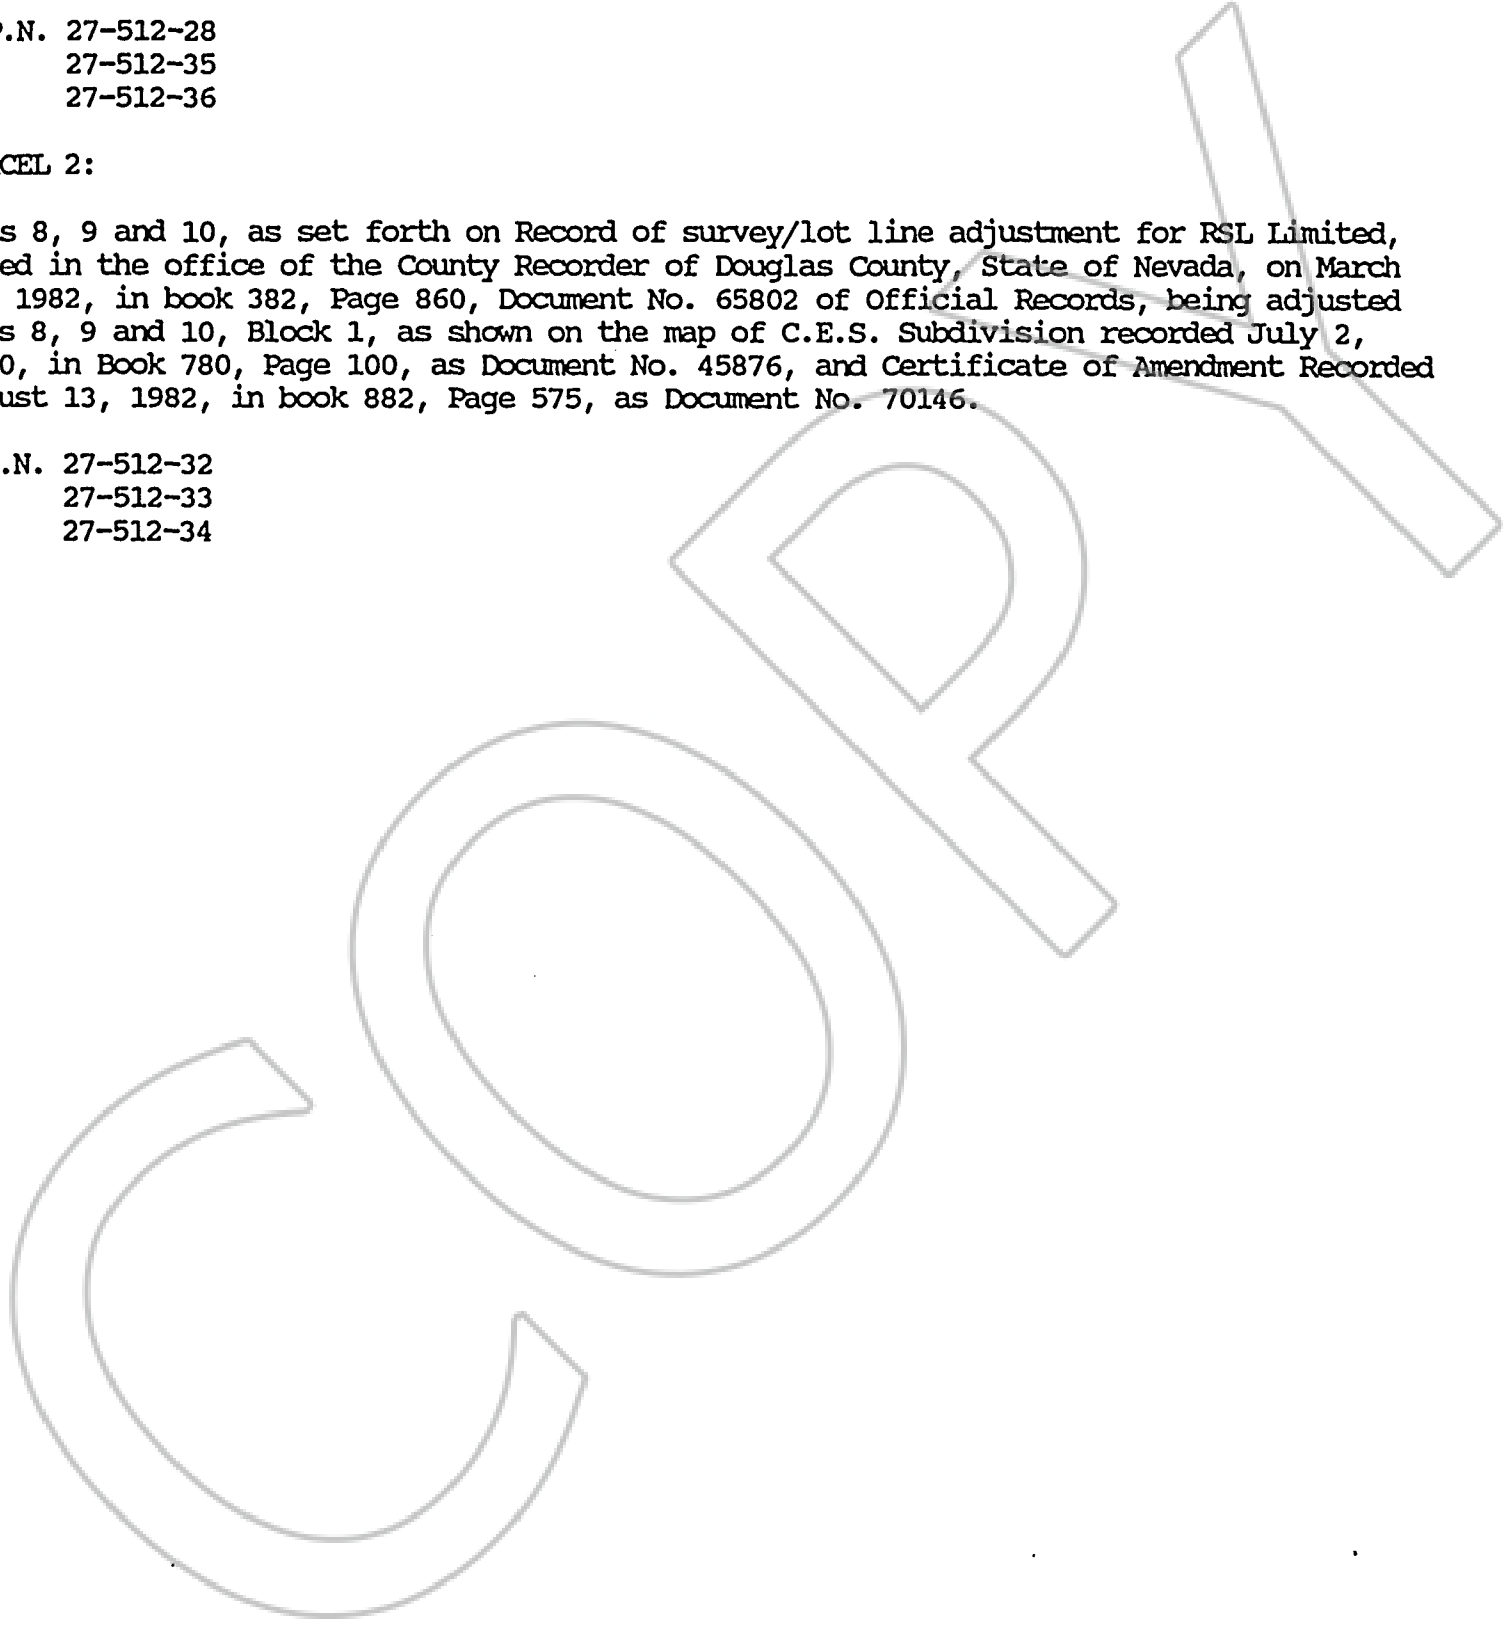 P.N. 27-512-28
27-512-35
27-512-36
CEL 2:
s 8, 9 and 10, as set forth on Record of survey/lot line adjustment for RSL Limited,
ed in the office of the County Recorder of Douglas County, State of Nevada, on March
1982, in book 382, Page 860, Document No. 65802 of Official Records, being adjusted
s 8, 9 and 10, Block 1, as shown on the map of C.E.S. Subdivision recorded July 2,
0, in Book 780, Page 100, as Document No. 45876, and Certificate of Amendment Recorded
ust 13, 1982, in book 882, Page 575, as Document No. 70146.
.N. 27-512-32
27-512-33
27-512-34
COPY